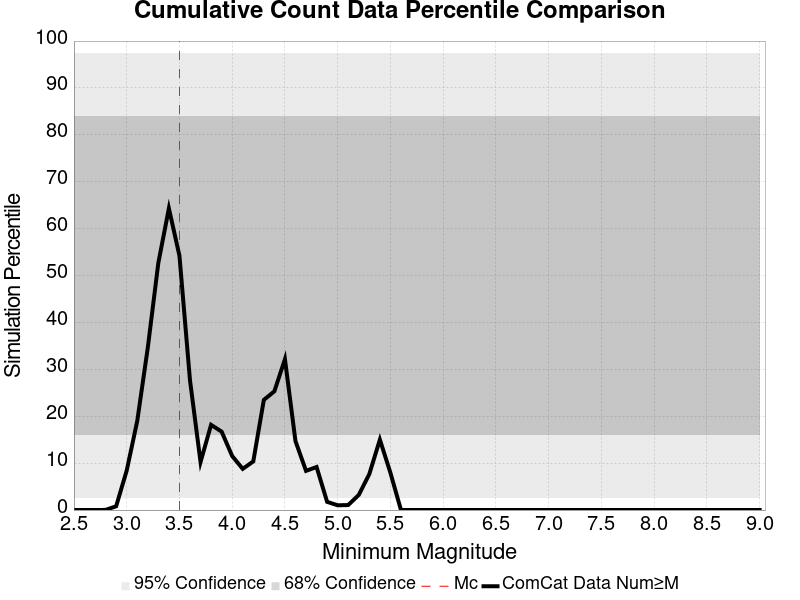 Cumulative Count Data Percentile Comparison
100
90
80
70
60
50
40
30
20
10
0
Simulation Percentile
2.5 3.0 3.5 4.0 4.5 5.0 5.5 6.0 6.5 7.0 7.5 8.0 8.5 9.0
Minimum Magnitude
95% Confidence 68% Confidence Mc ComCat Data Num≥M